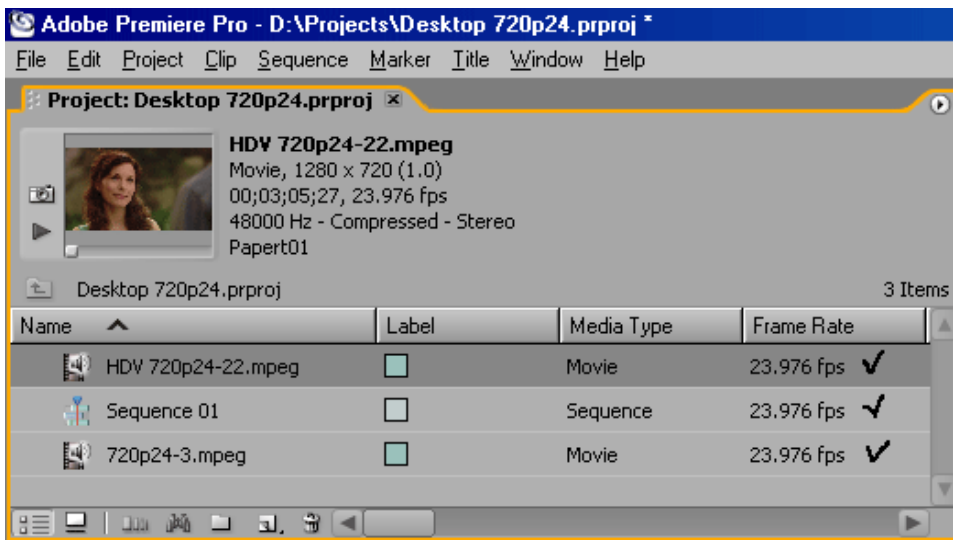 Adobe Premiere Pro - D:\Projects\Desktop 720p24.prproj *
File Edit Project Clip Sequence Marker Title Window Help
Project: Desktop 720p24.prproj
HDV 720p24-22.mpeg
Movie, 1280 x 720 (1.0)
00;03;05;27, 23.976 fps
48000 Hz - Compressed - Stereo
Papert01
Desktop 720p24.prproj 3 Items
Name Label Media Type Frame Rate
HDV 720p24-22.mpeg Movie 23.976 fps
Sequence 01 Sequence 23.976 fps
720p24-3.mpeg Movie 23.976 fps